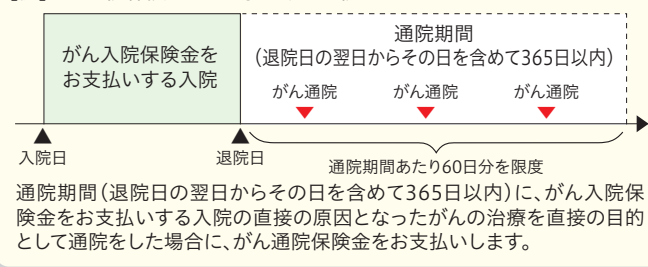 がん入院保険金を
お支払いする入院
通院期間
(退院日の翌日からその日を含めて365日以内)
がん通院
がん通院
がん通院
入院日
退院日
通院期間あたり60日分を限度
通院期間(退院日の翌日からその日を含めて365日以内)に、がん入院保
険金をお支払いする入院の直接の原因となったがんの治療を直接の目的
として通院をした場合に、がん通院保険金をお支払いします。